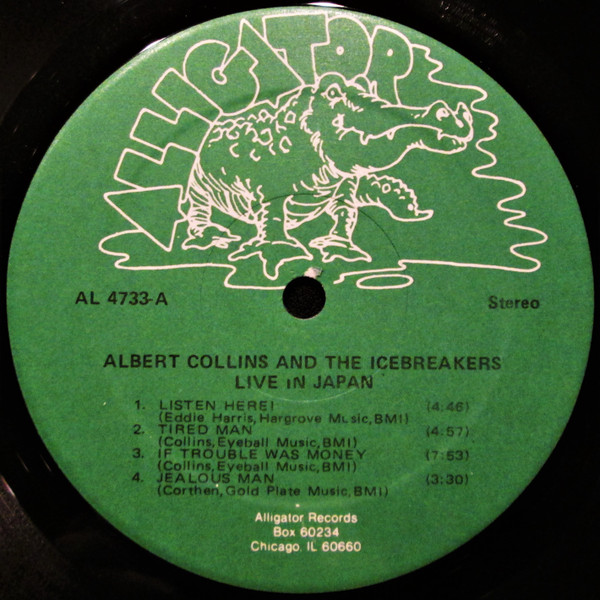 ALLIGATOR
AL 4733-A
Stereo
ALBERT COLLINS AND THE ICEBREAKERS
LIVE IN JAPAN
1. LISTEN HERE! (4:46)
(Eddie Harris, Hargrove Music, BMI)
2. TIRED MAN (4:57)
(Collins, Eyeball Music, BMI)
3. IF TROUBLE WAS MONEY (7:53)
(Collins, Eyeball Music, BMI)
4. JEALOUS MAN (3:30)
(Corthen, Gold Plate Music, BMI)
Alligator Records
Box 60234
Chicago, IL 60660